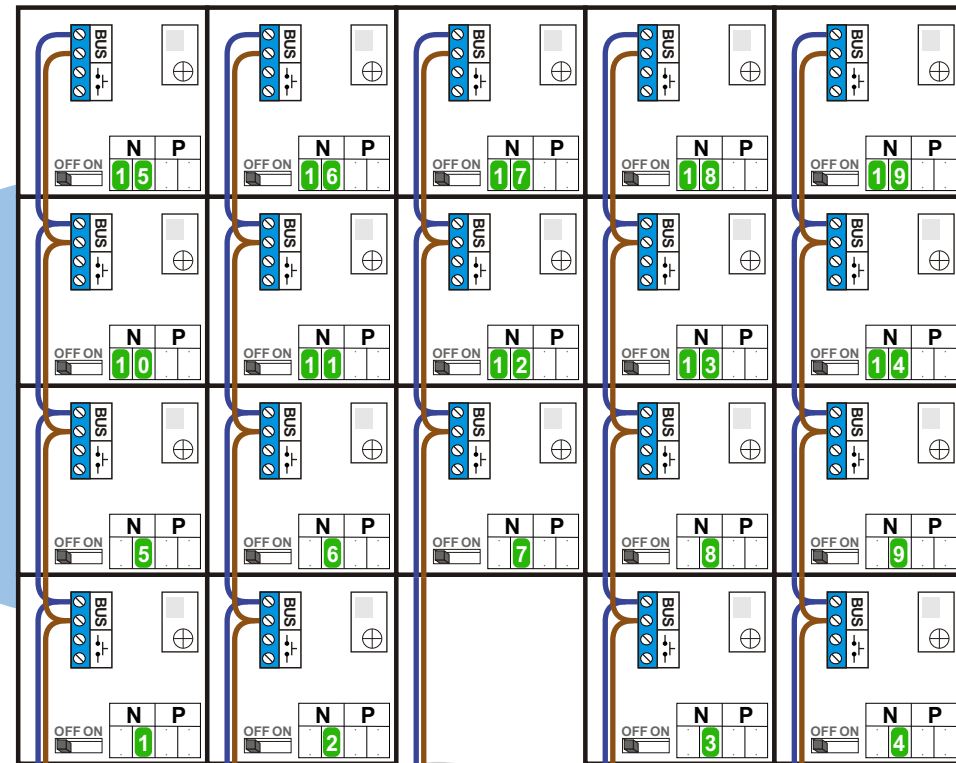 BUS BUS BUS BUS BUS
N P N P N P N P N P
OFF ON 15 OFF ON 16 OFF ON 17 OFF ON 18 OFF ON 19
BUS BUS BUS BUS BUS
N P N P N P N P N P
OFF ON 10 OFF ON 11 OFF ON 12 OFF ON 13 OFF ON 14
BUS BUS BUS BUS BUS
N P N P N P N P N P
OFF ON 5 OFF ON 6 OFF ON 7 OFF ON 8 OFF ON 9
BUS BUS BUS BUS
N P N P N P N P
OFF ON 1 OFF ON 2 OFF ON 3 OFF ON 4